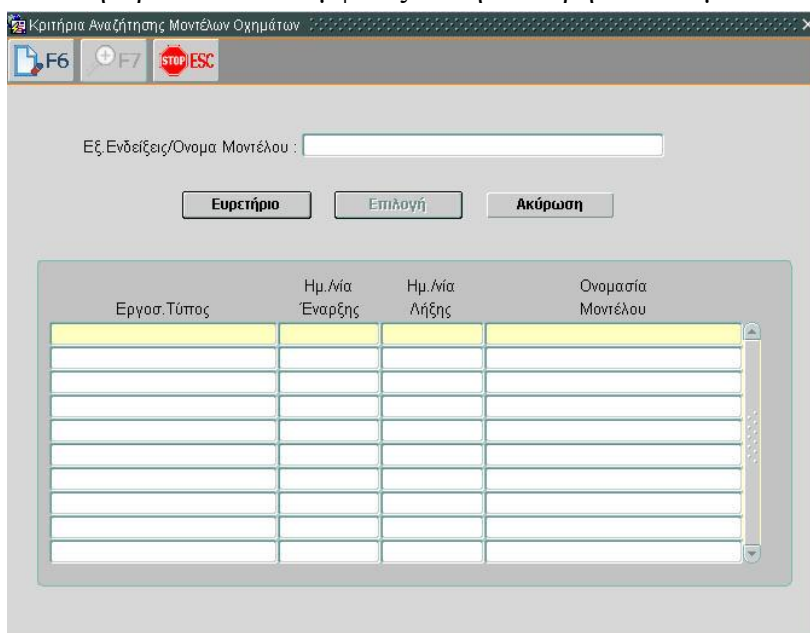 Κριτήρια Αναζήτησης Μοντέλων Οχημάτων
F6 F7 STOP ESC
Εξ.Ενδείξεις/Ονομα Μοντέλου :
Ευρετήριο Επιλογή Ακύρωση
Ημ./νία Ημ./νία Ονομασία
Εργοσ.Τύπος Έναρξης Λήξης Μοντέλου